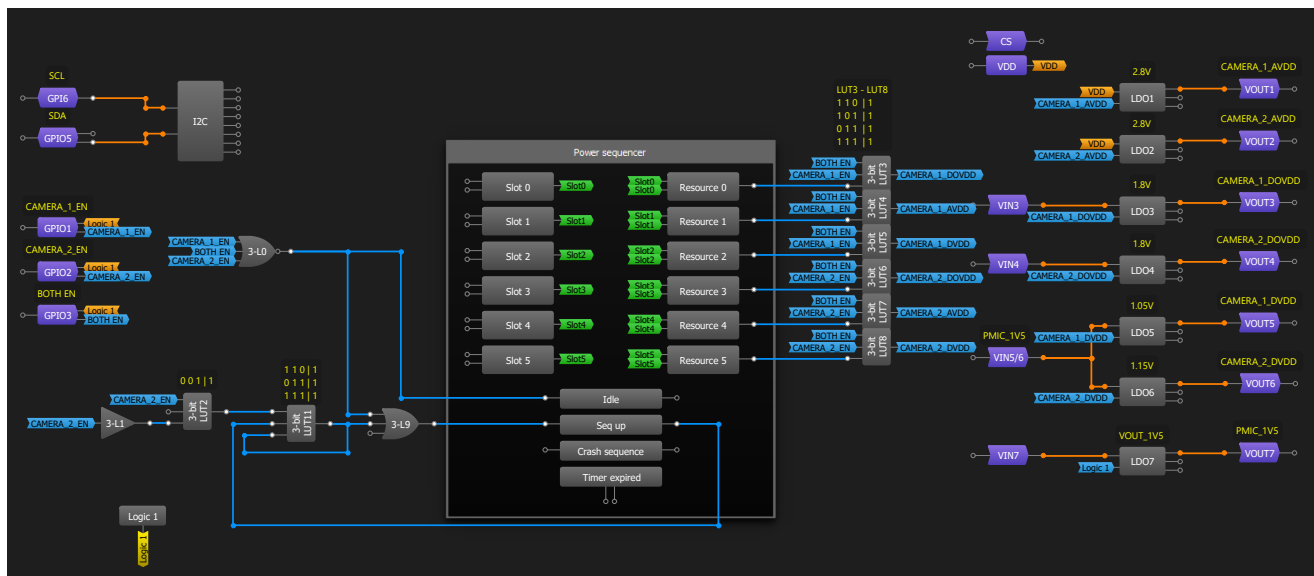 SCL
GPI6
SDA
GPIO5
I2C
CAMERA_1_EN
GPIO1
Logic 1
CAMERA_1_EN
CAMERA_2_EN
GPIO2
Logic 1
CAMERA_2_EN
BOTH EN
GPIO3
Logic 1
BOTH EN
CAMERA_1_EN
BOTH EN
CAMERA_2_EN
3-L0
CAMERA_2_EN
3-L1
0 0 1 | 1
CAMERA_2_EN
3-bit
LUT2
1 1 0 | 1
0 1 1 | 1
1 1 1 | 1
3-bit
LUT11
3-L9
Logic 1
Logic 1
Power sequencer
Slot 0
Slot0
Slot0
Slot0
Resource 0
Slot 1
Slot1
Slot1
Slot1
Resource 1
Slot 2
Slot2
Slot2
Slot2
Resource 2
Slot 3
Slot3
Slot3
Slot3
Resource 3
Slot 4
Slot4
Slot4
Slot4
Resource 4
Slot 5
Slot5
Slot5
Slot5
Resource 5
Idle
Seq up
Crash sequence
Timer expired
LUT3 - LUT8
1 1 0 | 1
1 0 1 | 1
0 1 1 | 1
1 1 1 | 1
BOTH EN
CAMERA_1_EN
3-bit
LUT3
CAMERA_1_DOVDD
BOTH EN
CAMERA_1_EN
3-bit
LUT4
CAMERA_1_AVDD
BOTH EN
CAMERA_1_EN
3-bit
LUT5
CAMERA_1_DVDD
BOTH EN
CAMERA_2_EN
3-bit
LUT6
CAMERA_2_DOVDD
BOTH EN
CAMERA_2_EN
3-bit
LUT7
CAMERA_2_AVDD
BOTH EN
CAMERA_2_EN
3-bit
LUT8
CAMERA_2_DVDD
CS
VDD
VDD
2.8V
CAMERA_1_AVDD
VDD
CAMERA_1_AVDD
LDO1
VOUT1
2.8V
CAMERA_2_AVDD
VDD
CAMERA_2_AVDD
LDO2
VOUT2
1.8V
CAMERA_1_DOVDD
VIN3
CAMERA_1_DOVDD
LDO3
VOUT3
1.8V
CAMERA_2_DOVDD
VIN4
CAMERA_2_DOVDD
LDO4
VOUT4
1.05V
CAMERA_1_DVDD
PMIC_1V5
VIN5/6
CAMERA_1_DVDD
LDO5
VOUT5
1.15V
CAMERA_2_DVDD
CAMERA_2_DVDD
LDO6
VOUT6
VOUT_1V5
PMIC_1V5
VIN7
Logic 1
LDO7
VOUT7